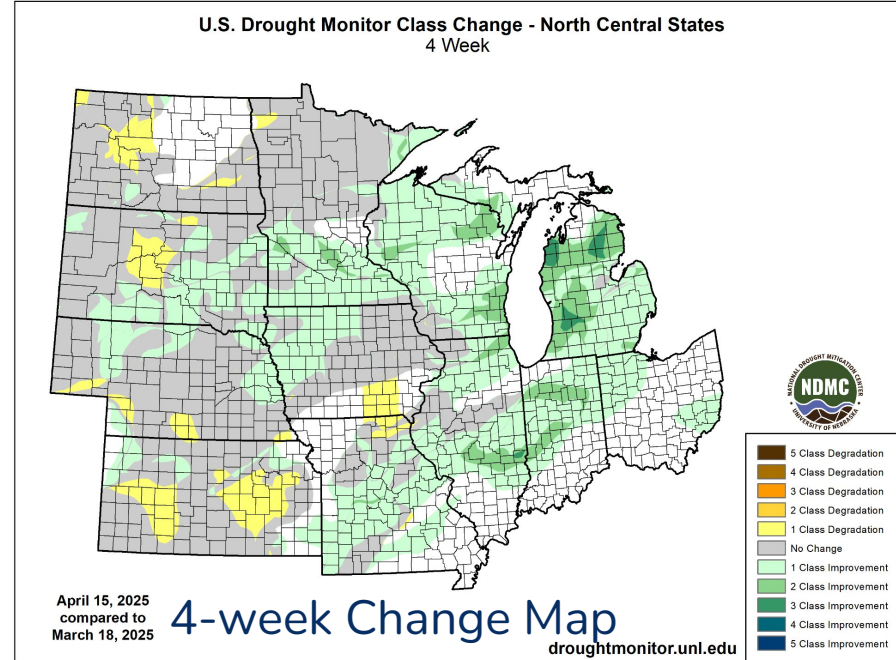 U.S. Drought Monitor Class Change - North Central States
4 Week
NATIONAL DROUGHT MITIGATION CENTER
NDMC
UNIVERSITY OF NEBRASKA
5 Class Degradation
4 Class Degradation
3 Class Degradation
2 Class Degradation
1 Class Degradation
No Change
1 Class Improvement
2 Class Improvement
3 Class Improvement
4 Class Improvement
5 Class Improvement
April 15, 2025
compared to
March 18, 2025
4-week Change Map
droughtmonitor.unl.edu